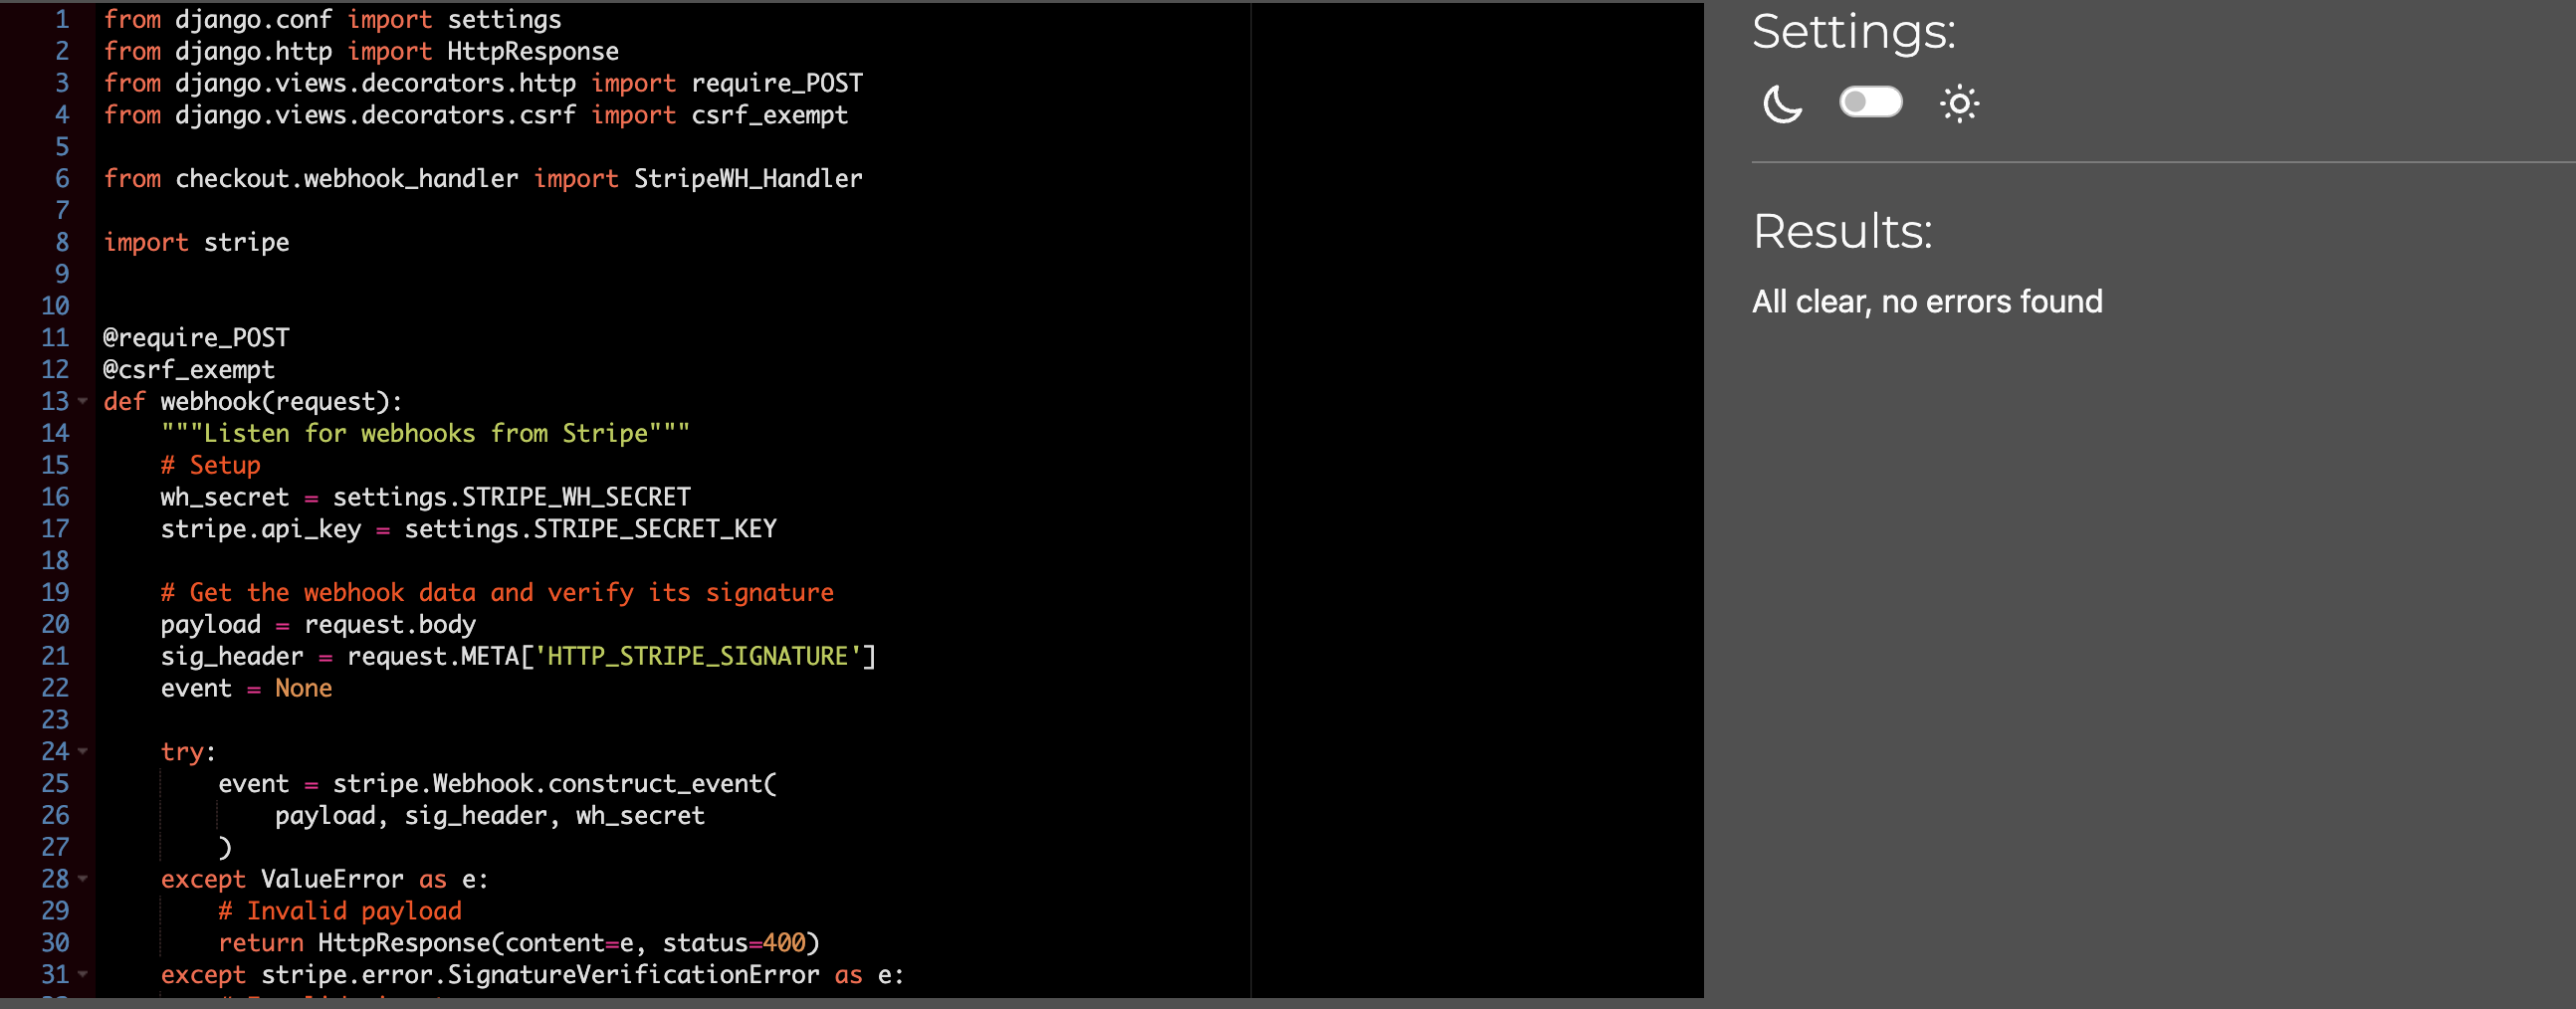 1 from django.conf import settings
2 from django.http import HttpResponse
3 from django.views.decorators.http import require_POST
4 from django.views.decorators.csrf import csrf_exempt
5
6 from checkout.webhook_handler import StripeWH_Handler
7
8 import stripe
9
10
11 @require_POST
12 @csrf_exempt
13 def webhook(request):
14     """Listen for webhooks from Stripe"""
15     # Setup
16     wh_secret = settings.STRIPE_WH_SECRET
17     stripe.api_key = settings.STRIPE_SECRET_KEY
18
19     # Get the webhook data and verify its signature
20     payload = request.body
21     sig_header = request.META['HTTP_STRIPE_SIGNATURE']
22     event = None
23
24     try:
25         event = stripe.Webhook.construct_event(
26             payload, sig_header, wh_secret
27         )
28     except ValueError as e:
29         # Invalid payload
30         return HttpResponse(content=e, status=400)
31     except stripe.error.SignatureVerificationError as e:
Settings:
Results:
All clear, no errors found